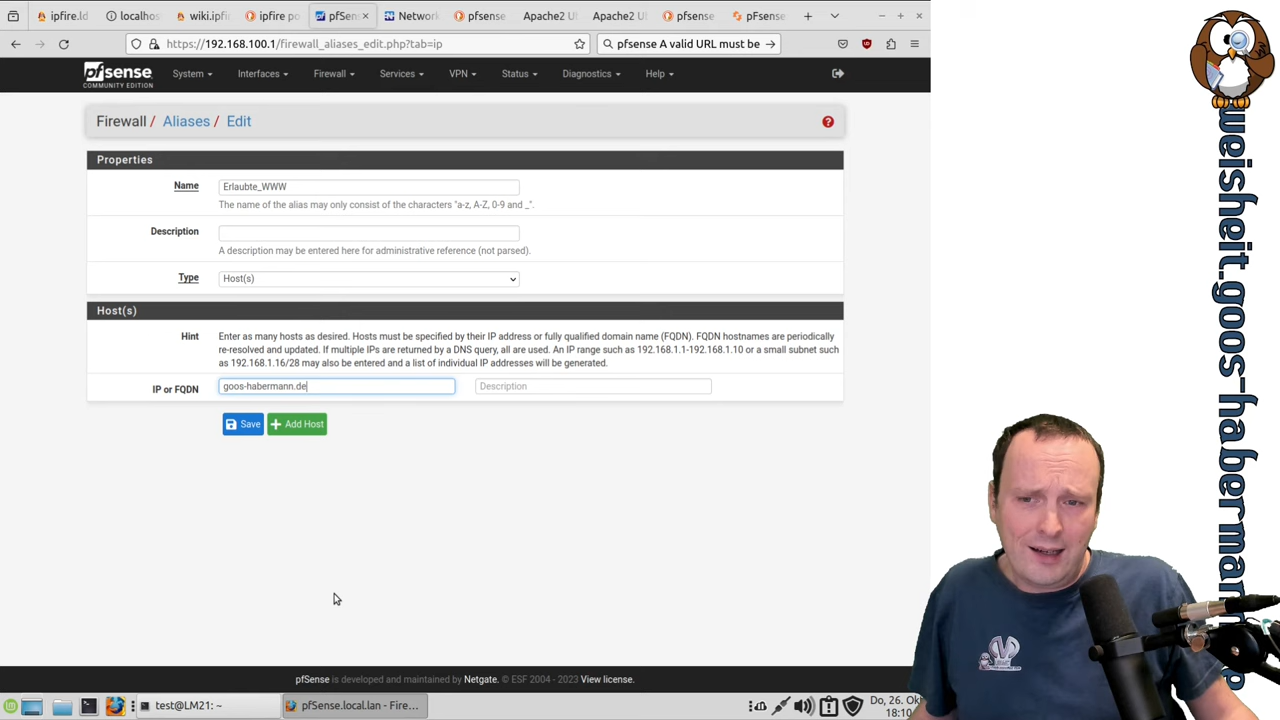 ipfire.ld
localhos
wiki.ipfi
ipfire po
pfSen
Network
pfsense
Apache2 U
Apache2 U
pfsense
pfSense
https://192.168.100.1/firewall_aliases_edit.php?tab=ip
pfsense A valid URL must be
pfsense
COMMUNITY EDITION
System
Interfaces
Firewall
Services
VPN
Status
Diagnostics
Help
Firewall / Aliases / Edit
Properties
Name
Erlaubte_WWW
The name of the alias may only consist of the characters "a-z, A-Z, 0-9 and _".
Description
A description may be entered here for administrative reference (not parsed).
Type
Host(s)
Host(s)
Hint
Enter as many hosts as desired. Hosts must be specified by their IP address or fully qualified domain name (FQDN). FQDN hostnames are periodically
re-resolved and updated. If multiple IPs are returned by a DNS query, all are used. An IP range such as 192.168.1.1-192.168.1.10 or a small subnet such
as 192.168.1.16/28 may also be entered and a list of individual IP addresses will be generated.
IP or FQDN
goos-habermann.de
Description
Save
Add Host
pfSense is developed and maintained by Netgate. © ESF 2004 - 2023 View license.
test@LM21: ~
pfSense.local.lan - Fire...
Do, 26. Ok
18:10
weisheit.goos-habermann